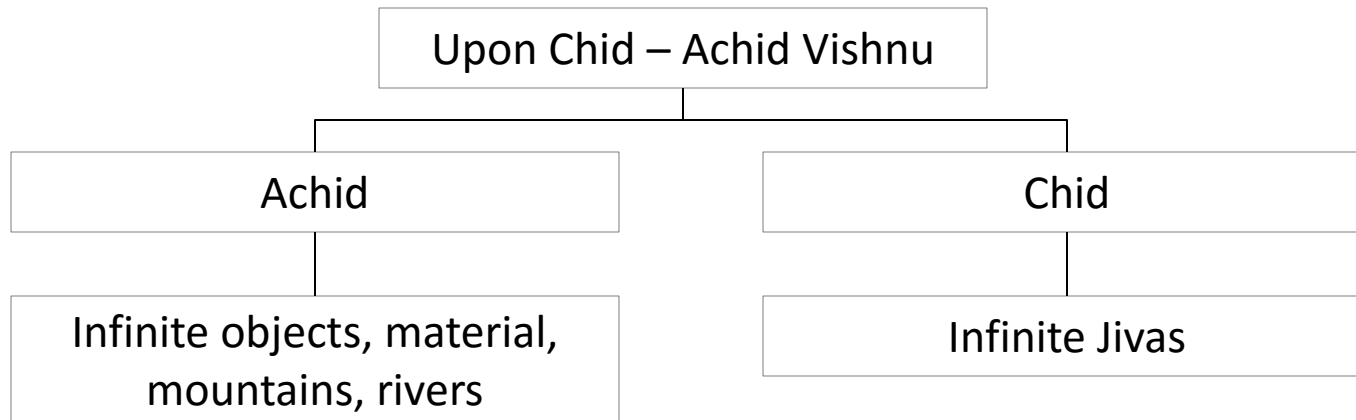 Upon Chid – Achid Vishnu
Achid
Chid
Infinite objects, material,
mountains, rivers
Infinite Jivas